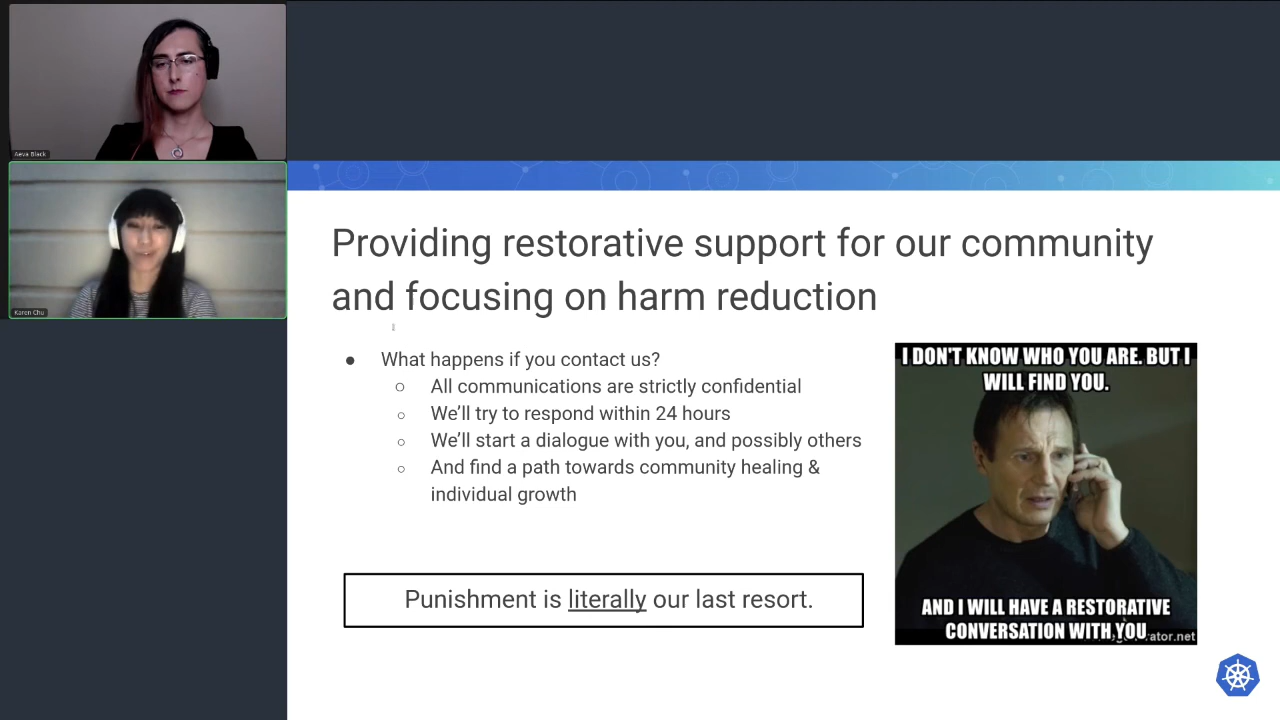 Aeva Black
Karen Chu
Providing restorative support for our community
and focusing on harm reduction
● What happens if you contact us?
○ All communications are strictly confidential
○ We'll try to respond within 24 hours
○ We'll start a dialogue with you, and possibly others
○ And find a path towards community healing &
individual growth
Punishment is literally our last resort.
I DON'T KNOW WHO YOU ARE. BUT I
WILL FIND YOU.
AND I WILL HAVE A RESTORATIVE
CONVERSATION WITH YOU